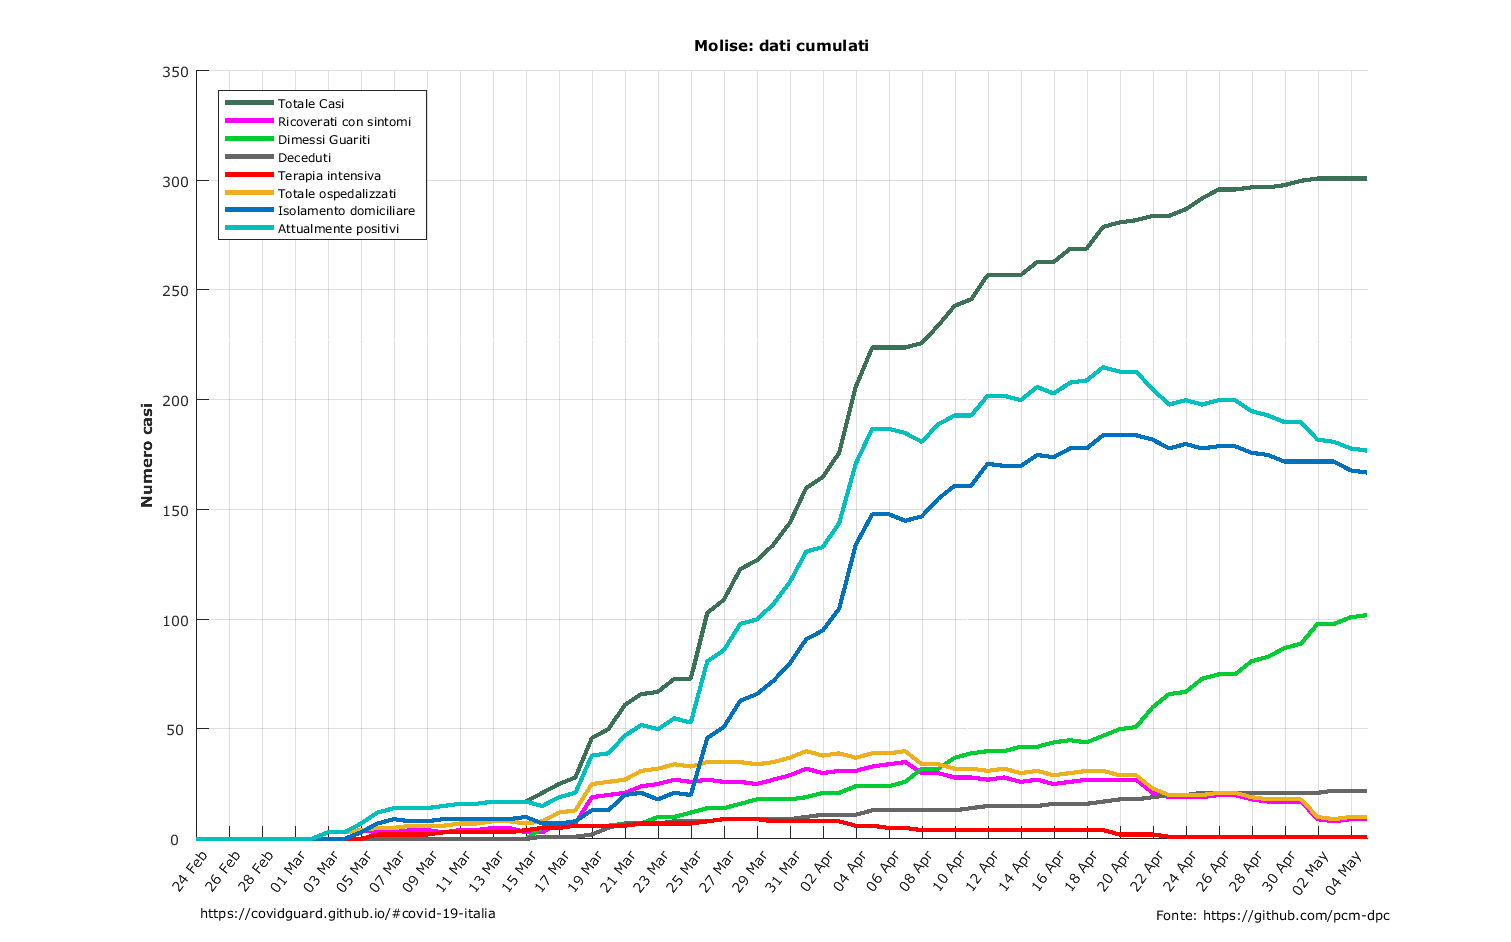 Molise: dati cumulati
350
300
250
200
150
100
50
0
Numero casi
Totale Casi
Ricoverati con sintomi
Dimessi Guariti
Deceduti
Terapia intensiva
Totale ospedalizzati
Isolamento domiciliare
Attualmente positivi
24 Feb
26 Feb
28 Feb
01 Mar
03 Mar
05 Mar
07 Mar
09 Mar
11 Mar
13 Mar
15 Mar
17 Mar
19 Mar
21 Mar
23 Mar
25 Mar
27 Mar
29 Mar
31 Mar
02 Apr
04 Apr
06 Apr
08 Apr
10 Apr
12 Apr
14 Apr
16 Apr
18 Apr
20 Apr
22 Apr
24 Apr
26 Apr
28 Apr
30 Apr
02 May
04 May
https://covidguard.github.io/#covid-19-italia
Fonte: https://github.com/pcm-dpc